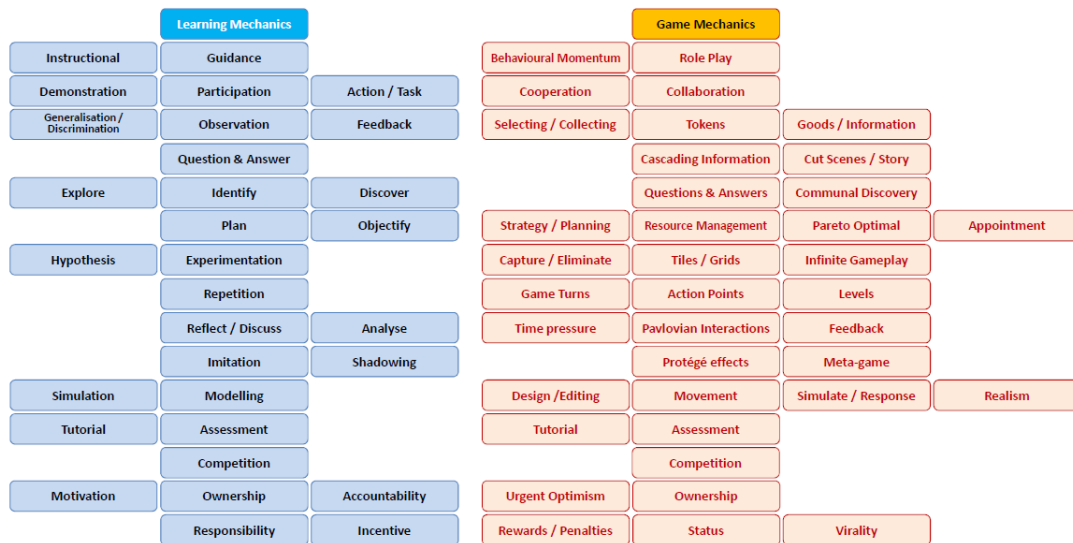 Learning Mechanics
Game Mechanics
Instructional
Guidance
Behavioural Momentum
Role Play
Demonstration
Participation
Action / Task
Cooperation
Collaboration
Generalisation /
Discrimination
Observation
Feedback
Selecting / Collecting
Tokens
Goods / Information
Question & Answer
Cascading Information
Cut Scenes / Story
Explore
Identify
Discover
Questions & Answers
Communal Discovery
Plan
Objectify
Strategy / Planning
Resource Management
Pareto Optimal
Appointment
Hypothesis
Experimentation
Capture / Eliminate
Tiles / Grids
Infinite Gameplay
Repetition
Game Turns
Action Points
Levels
Reflect / Discuss
Analyse
Time pressure
Pavlovian Interactions
Feedback
Imitation
Shadowing
Protégé effects
Meta-game
Simulation
Modelling
Design /Editing
Movement
Simulate / Response
Realism
Tutorial
Assessment
Tutorial
Assessment
Competition
Competition
Motivation
Ownership
Accountability
Urgent Optimism
Ownership
Responsibility
Incentive
Rewards / Penalties
Status
Virality